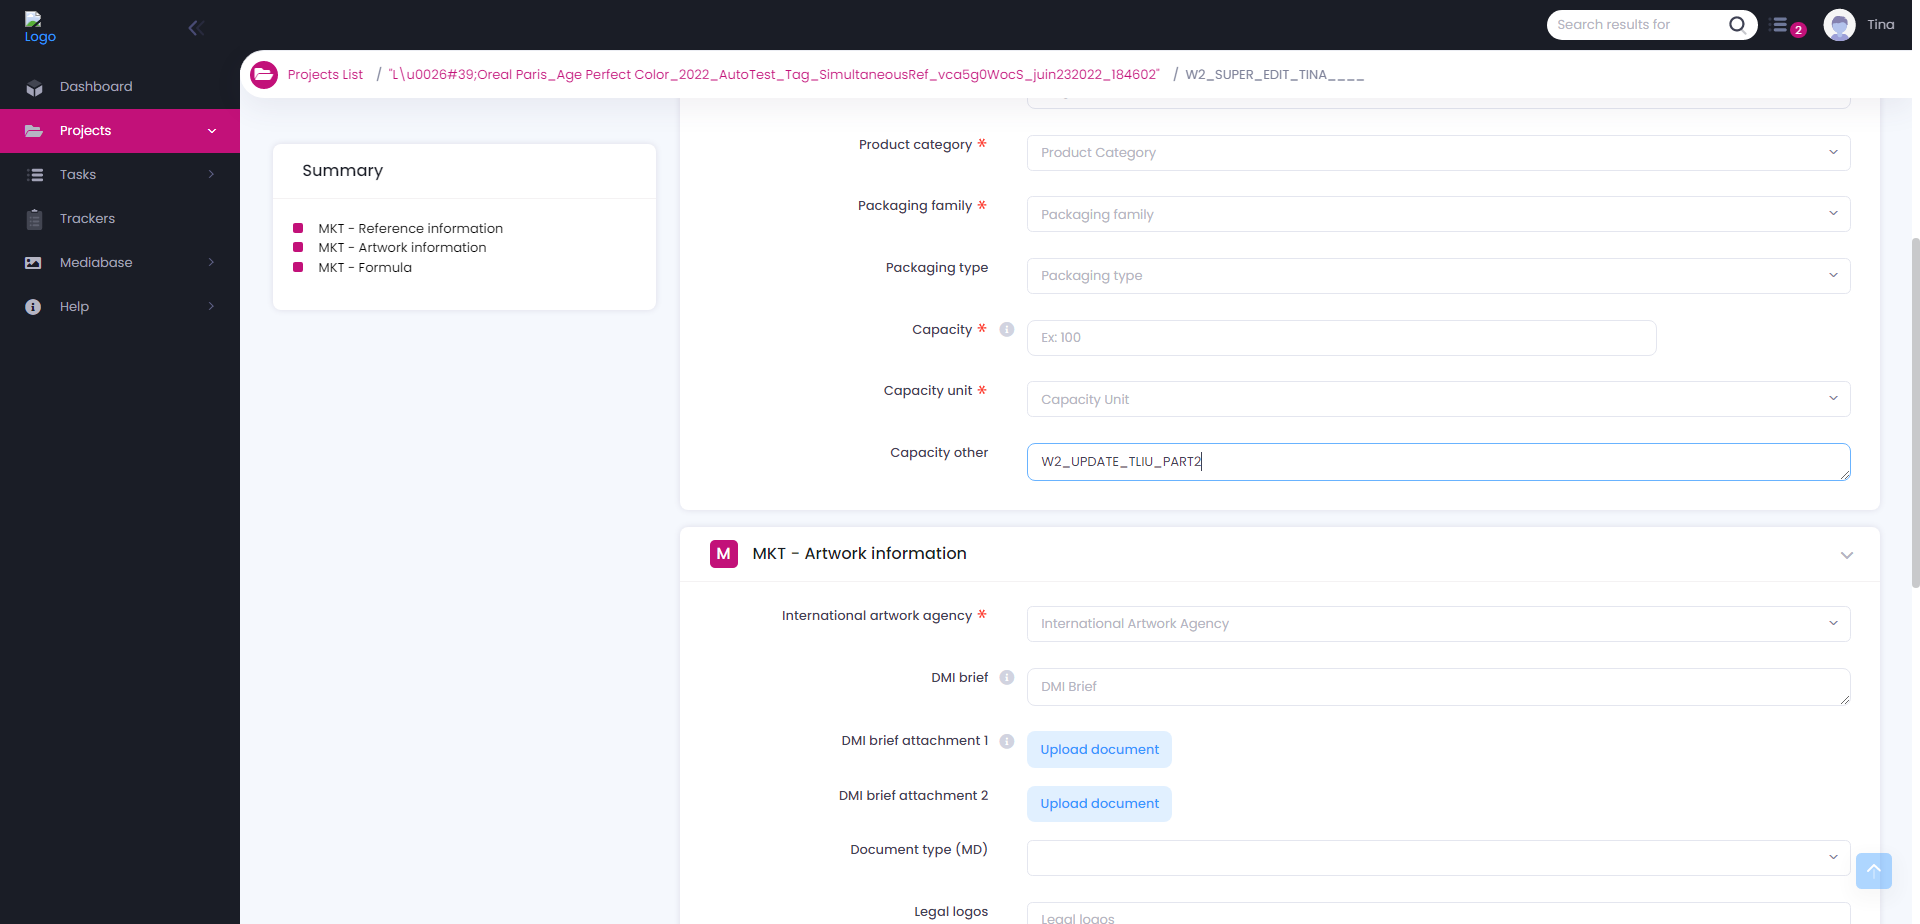 Logo
Search results for
2
Tina
Projects List / "L\u0026#39;Oreal Paris_Age Perfect Color_2022_AutoTest_Tag_SimultaneousRef_vca5g0WocS_juin232022_184602" / W2_SUPER_EDIT_TINA____
Dashboard
Projects
Tasks
Trackers
Mediabase
Help
Summary
MKT - Reference information
MKT - Artwork information
MKT - Formula
Product category *
Product Category
Packaging family *
Packaging family
Packaging type
Packaging type
Capacity *
Ex: 100
Capacity unit *
Capacity Unit
Capacity other
W2_UPDATE_TLIU_PART2
M MKT - Artwork information
International artwork agency *
International Artwork Agency
DMI brief
DMI Brief
DMI brief attachment 1
Upload document
DMI brief attachment 2
Upload document
Document type (MD)
Legal logos
Legal logos